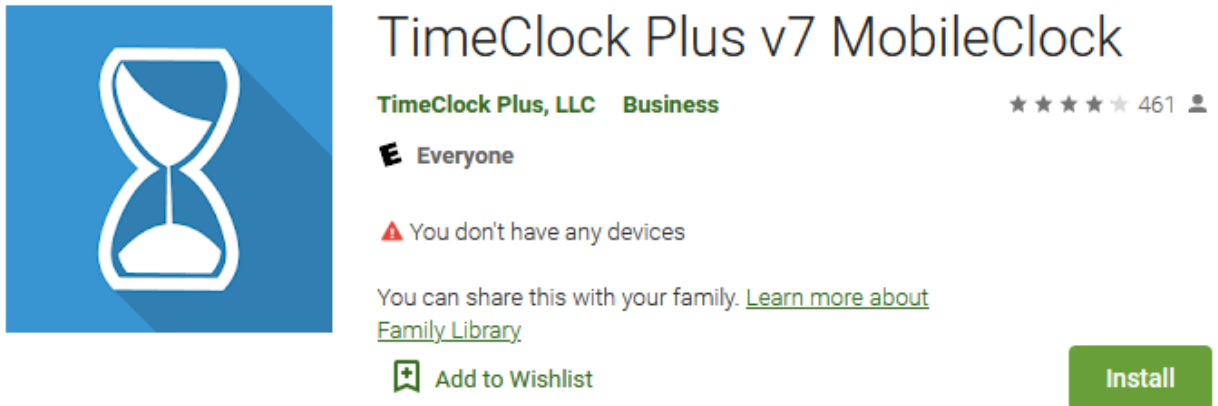 TimeClock Plus v7 MobileClock
TimeClock Plus, LLC Business 461
E Everyone
You don't have any devices
You can share this with your family. Learn more about
Family Library
Add to Wishlist
Install